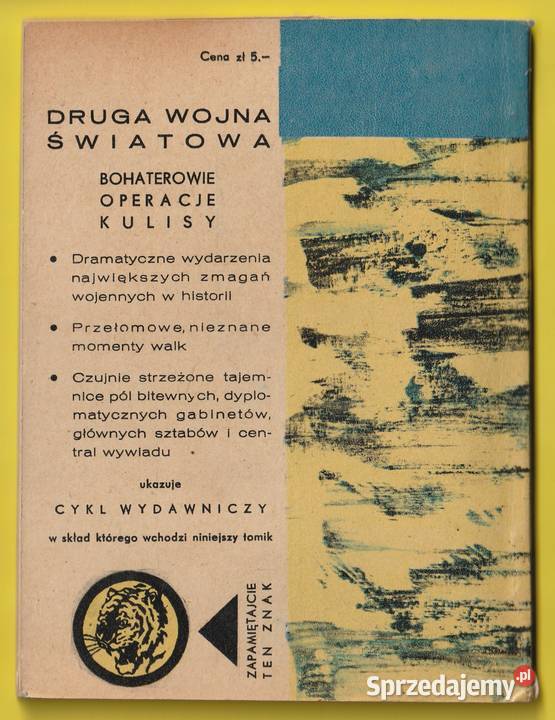 Cena zł 5.–
DRUGA WOJNA
ŚWIATOWA
BOHATEROWIE
OPERACJE
KULISY
• Dramatyczne wydarzenia
największych zmagań
wojennych w historii
• Przełomowe, nieznane
momenty walk
• Czujnie strzeżone tajem-
nice pól bitewnych, dyplo-
matycznych gabinetów,
głównych sztabów i cen-
tral wywiadu
ukazuje
CYKL WYDAWNICZY
w skład którego wchodzi niniejszy tomik
ZAPAMIĘTAJCIE
TEN ZNAK
Sprzedajemy.pl